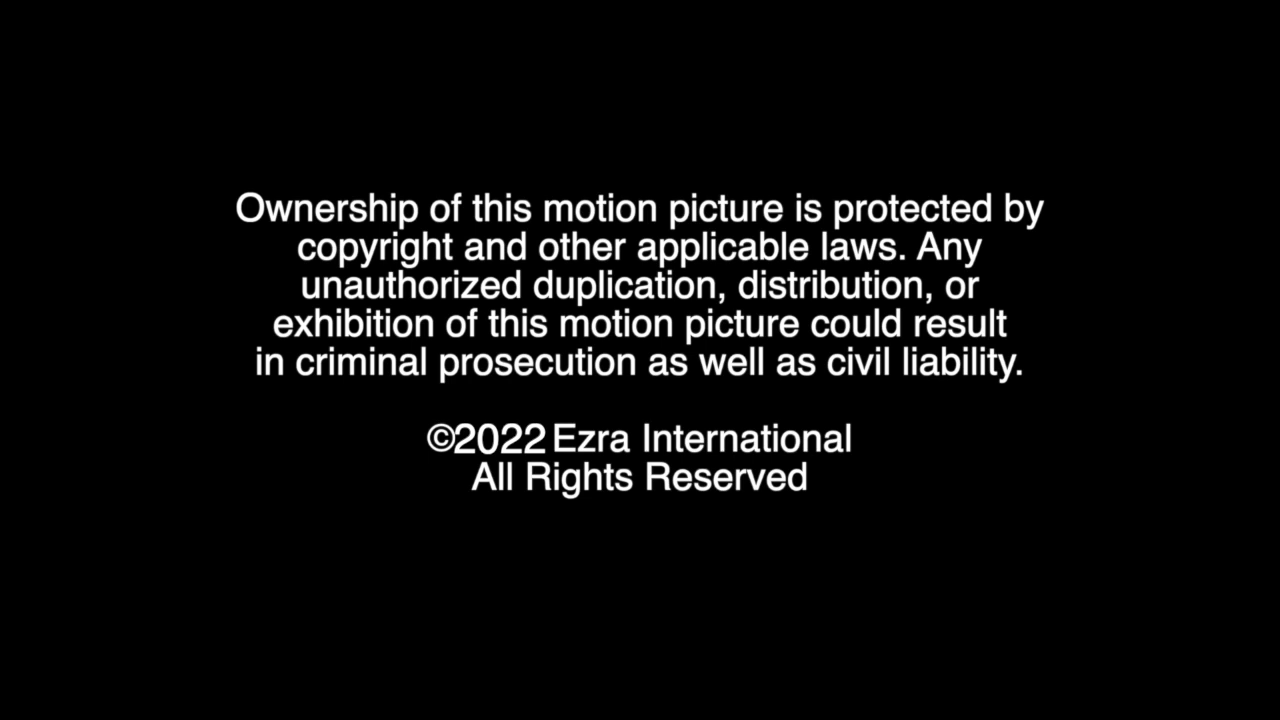 Ownership of this motion picture is protected by
copyright and other applicable laws. Any
unauthorized duplication, distribution, or
exhibition of this motion picture could result
in criminal prosecution as well as civil liability.
©2022 Ezra International
All Rights Reserved